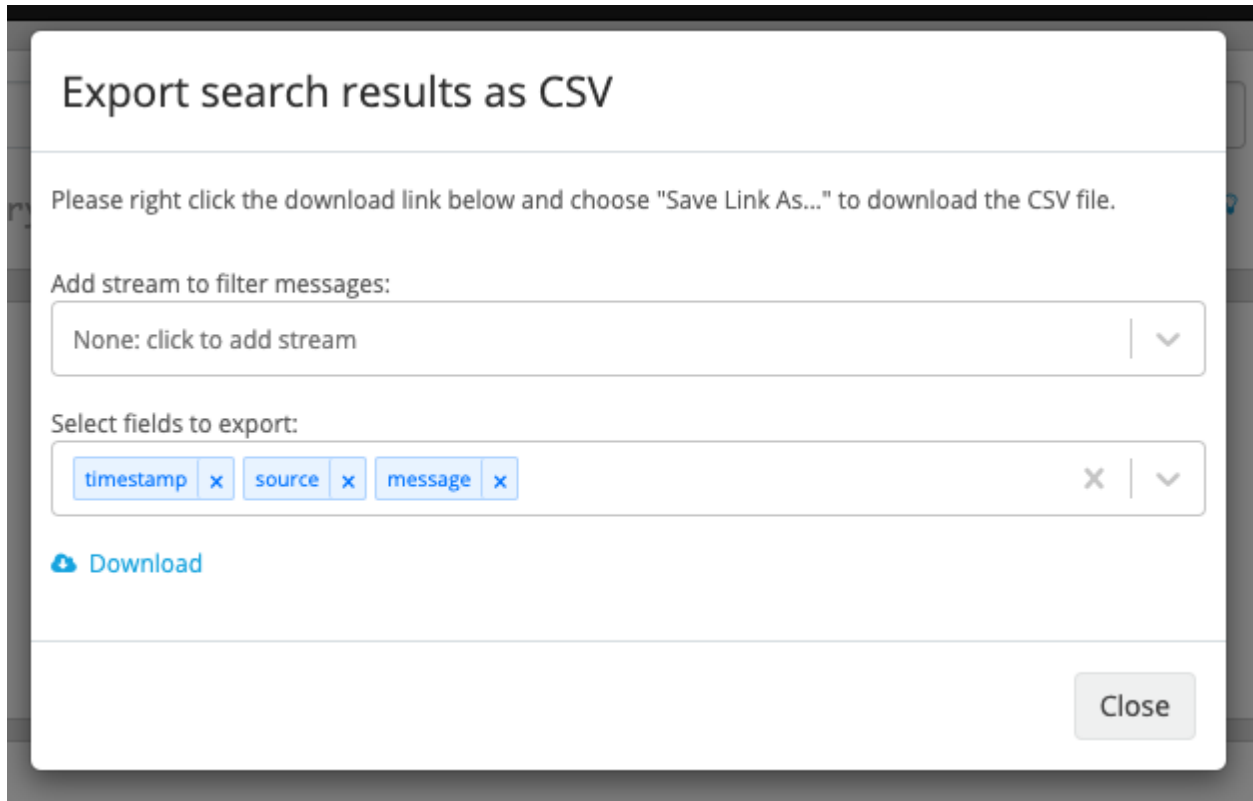 Export search results as CSV
Please right click the download link below and choose "Save Link As..." to download the CSV file.
Add stream to filter messages:
None: click to add stream
Select fields to export:
timestamp × source × message ×
Download
Close